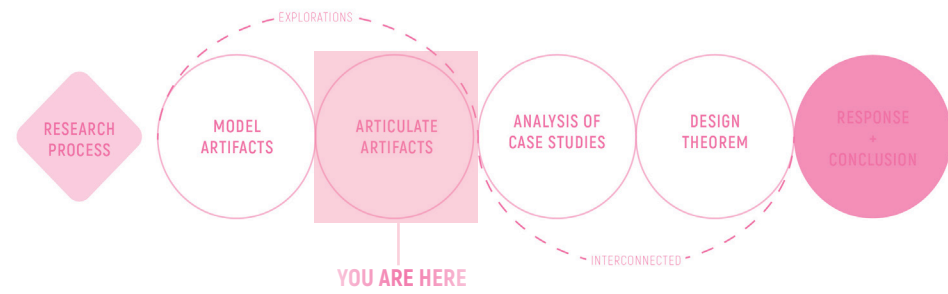 EXPLORATIONS
RESEARCH
PROCESS
MODEL
ARTIFACTS
ARTICULATE
ARTIFACTS
ANALYSIS OF
CASE STUDIES
DESIGN
THEOREM
RESPONSE
+
CONCLUSION
INTERCONNECTED
YOU ARE HERE